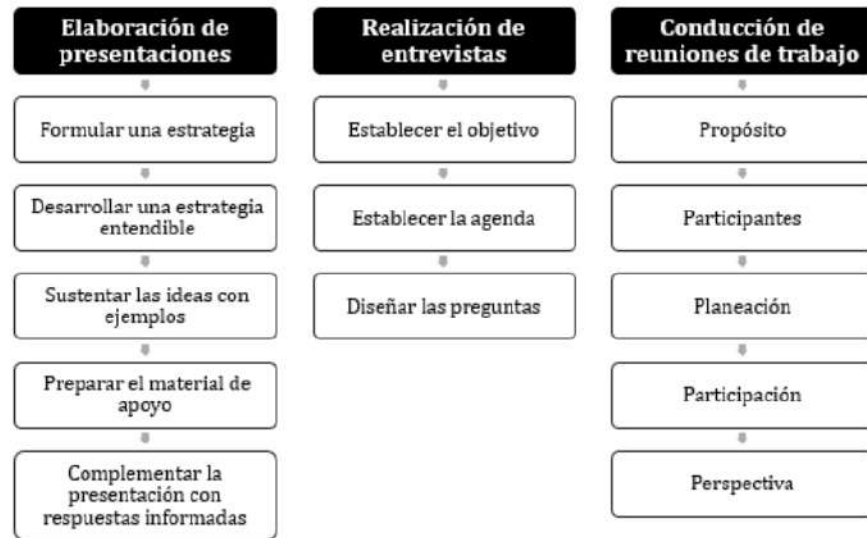 Elaboración de
presentaciones
Formular una estrategia
Desarrollar una estrategia
entendible
Sustentar las ideas con
ejemplos
Preparar el material de
apoyo
Complementar la
presentación con
respuestas informadas
Realización de
entrevistas
Establecer el objetivo
Establecer la agenda
Diseñar las preguntas
Conducción de
reuniones de trabajo
Propósito
Participantes
Planeación
Participación
Perspectiva